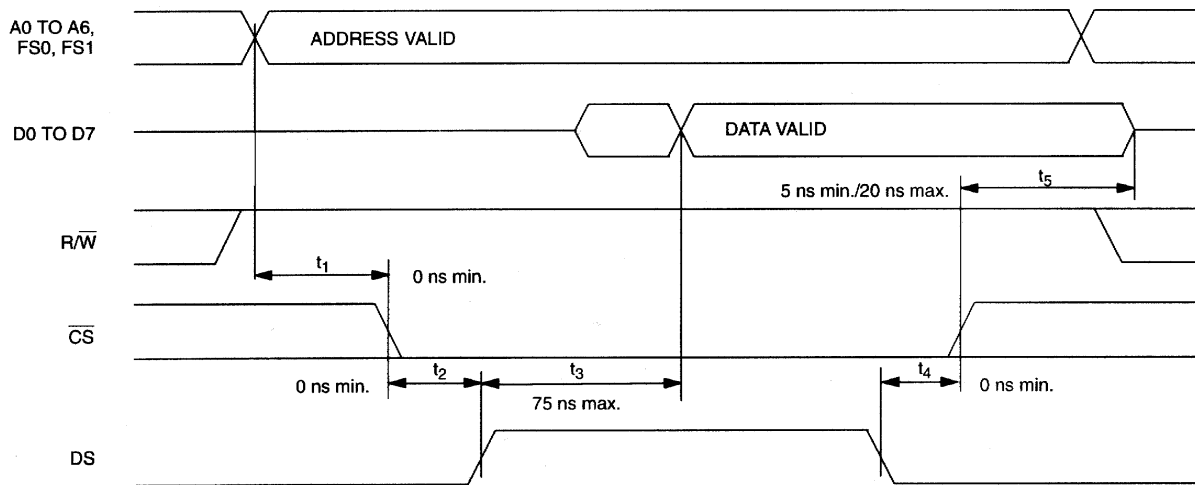 A0 TO A6,
FS0, FS1
ADDRESS VALID
D0 TO D7
DATA VALID
5 ns min./20 ns max.
t5
R/W̅
t1
0 ns min.
C̅S̅
0 ns min.
t2
t3
75 ns max.
t4
0 ns min.
DS